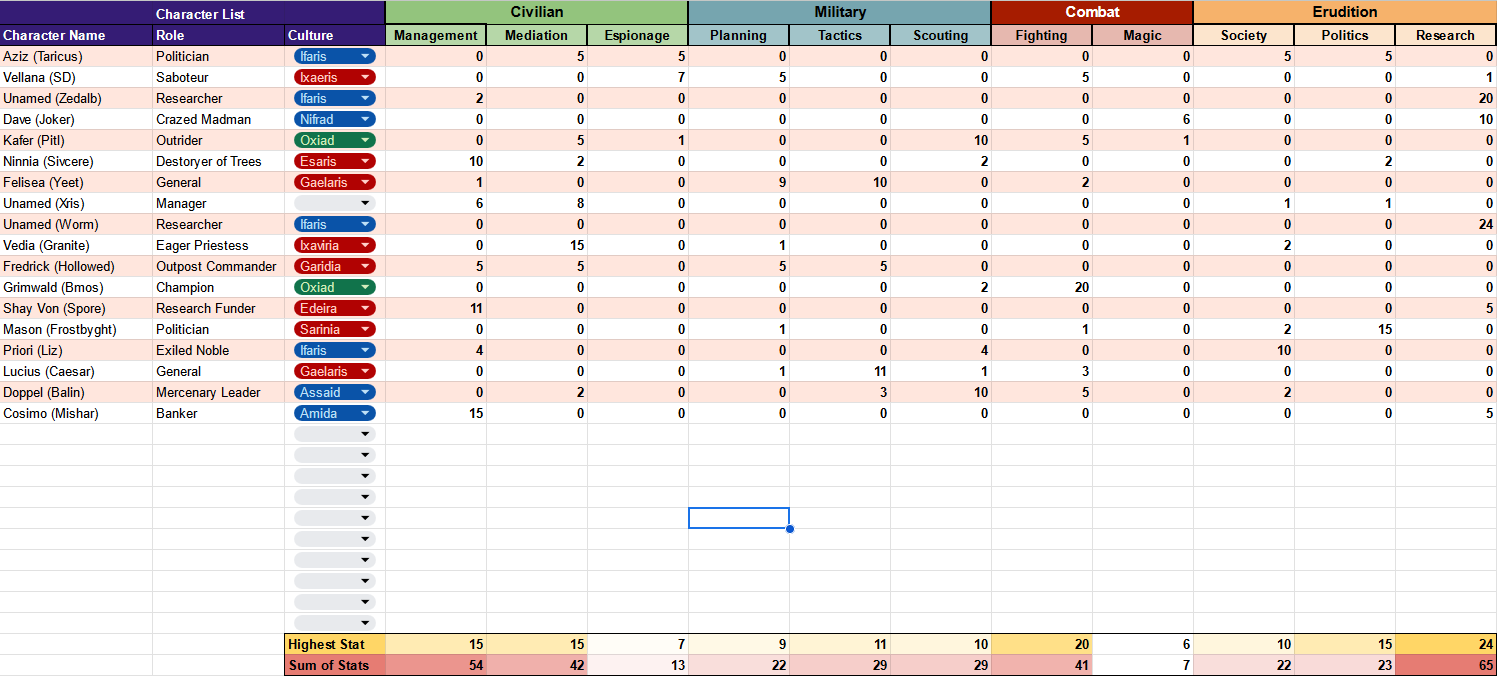 Character List Civilian Military Combat Erudition
Character Name Role Culture Management Mediation Espionage Planning Tactics Scouting Fighting Magic Society Politics Research
Aziz (Taricus) Politician Ifaris 0 5 5 0 0 0 0 0 5 5 0
Vellana (SD) Saboteur Ixaeris 0 0 7 5 0 0 5 0 0 0 1
Unamed (Zedalb) Researcher Ifaris 2 0 0 0 0 0 0 0 0 0 20
Dave (Joker) Crazed Madman Nifrad 0 0 0 0 0 0 0 6 0 0 10
Kafer (Pitl) Outrider Oxiad 0 5 1 0 0 10 5 1 0 0 0
Ninnia (Sivcere) Destoryer of Trees Esaris 10 2 0 0 0 2 0 0 0 2 0
Felisea (Yeet) General Gaelaris 1 0 0 9 10 0 2 0 0 0 0
Unamed (Xris) Manager 6 8 0 0 0 0 0 0 1 1 0
Unamed (Worm) Researcher Ifaris 0 0 0 0 0 0 0 0 0 0 24
Vedia (Granite) Eager Priestess Ixaviria 0 15 0 1 0 0 0 0 2 0 0
Fredrick (Hollowed) Outpost Commander Garidia 5 5 0 5 5 0 0 0 0 0 0
Grimwald (Bmos) Champion Oxiad 0 0 0 0 0 2 20 0 0 0 0
Shay Von (Spore) Research Funder Edeira 11 0 0 0 0 0 0 0 0 0 5
Mason (Frostbyght) Politician Sarinia 0 0 0 1 0 0 1 0 2 15 0
Priori (Liz) Exiled Noble Ifaris 4 0 0 0 0 4 0 0 10 0 0
Lucius (Caesar) General Gaelaris 0 0 0 1 11 1 3 0 0 0 0
Doppel (Balin) Mercenary Leader Assaid 0 2 0 0 3 10 5 0 2 0 0
Cosimo (Mishar) Banker Amida 15 0 0 0 0 0 0 0 0 0 5
Highest Stat 15 15 7 9 11 10 20 6 10 15 24
Sum of Stats 54 42 13 22 29 29 41 7 22 23 65